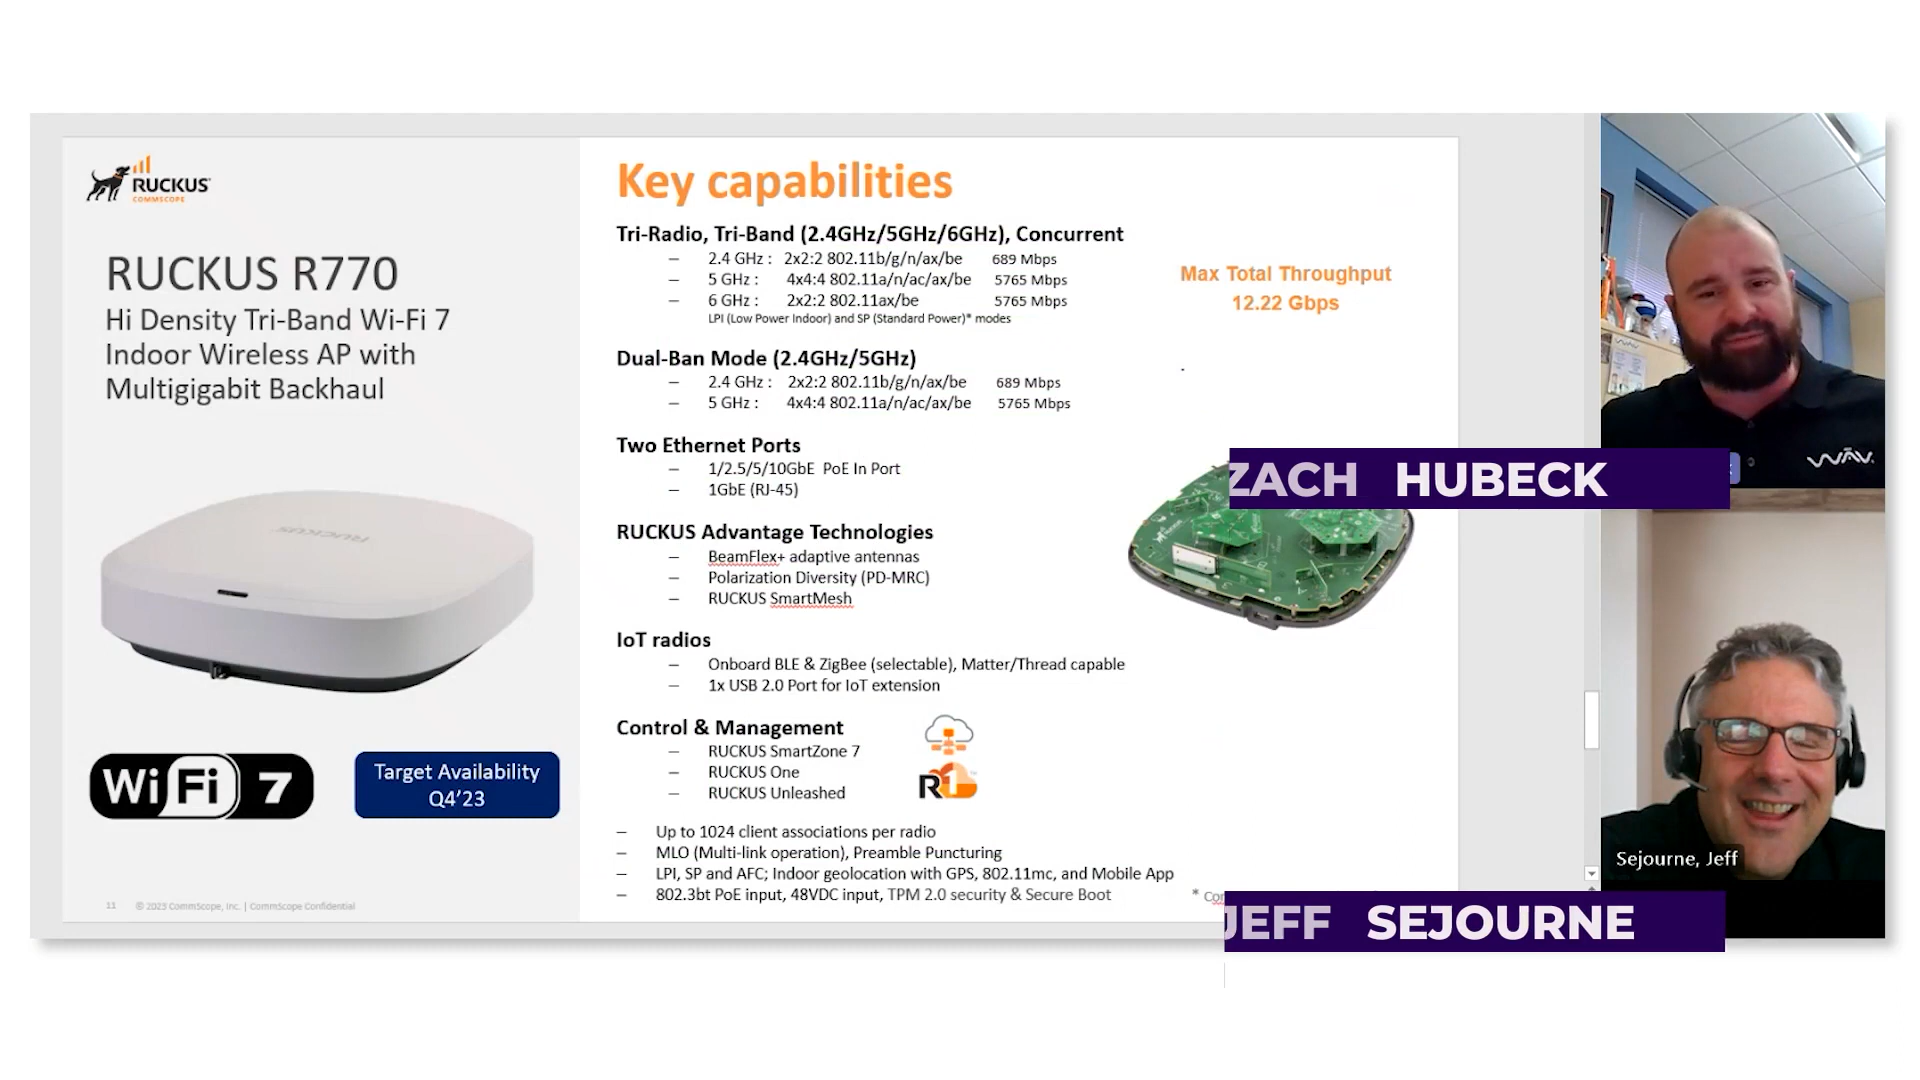 RUCKUS
COMMSCOPE
RUCKUS R770
Hi Density Tri-Band Wi-Fi 7
Indoor Wireless AP with
Multigigabit Backhaul
RUCKUS
Wi Fi 7
Target Availability
Q4’23
11 © 2023 CommScope, Inc. | CommScope Confidential
Key capabilities
Tri-Radio, Tri-Band (2.4GHz/5GHz/6GHz), Concurrent
– 2.4 GHz : 2x2:2 802.11b/g/n/ax/be 689 Mbps
– 5 GHz : 4x4:4 802.11a/n/ac/ax/be 5765 Mbps
– 6 GHz : 2x2:2 802.11ax/be 5765 Mbps
LPI (Low Power Indoor) and SP (Standard Power)* modes
Max Total Throughput
12.22 Gbps
Dual-Ban Mode (2.4GHz/5GHz)
– 2.4 GHz : 2x2:2 802.11b/g/n/ax/be 689 Mbps
– 5 GHz : 4x4:4 802.11a/n/ac/ax/be 5765 Mbps
Two Ethernet Ports
– 1/2.5/5/10GbE PoE In Port
– 1GbE (RJ-45)
RUCKUS Advantage Technologies
– BeamFlex+ adaptive antennas
– Polarization Diversity (PD-MRC)
– RUCKUS SmartMesh
IoT radios
– Onboard BLE & ZigBee (selectable), Matter/Thread capable
– 1x USB 2.0 Port for IoT extension
Control & Management
– RUCKUS SmartZone 7
– RUCKUS One
– RUCKUS Unleashed
R1
– Up to 1024 client associations per radio
– MLO (Multi-link operation), Preamble Puncturing
– LPI, SP and AFC; Indoor geolocation with GPS, 802.11mc, and Mobile App
– 802.3bt PoE input, 48VDC input, TPM 2.0 security & Secure Boot
WAV
ZACH HUBECK
Sejourne, Jeff
JEFF SEJOURNE